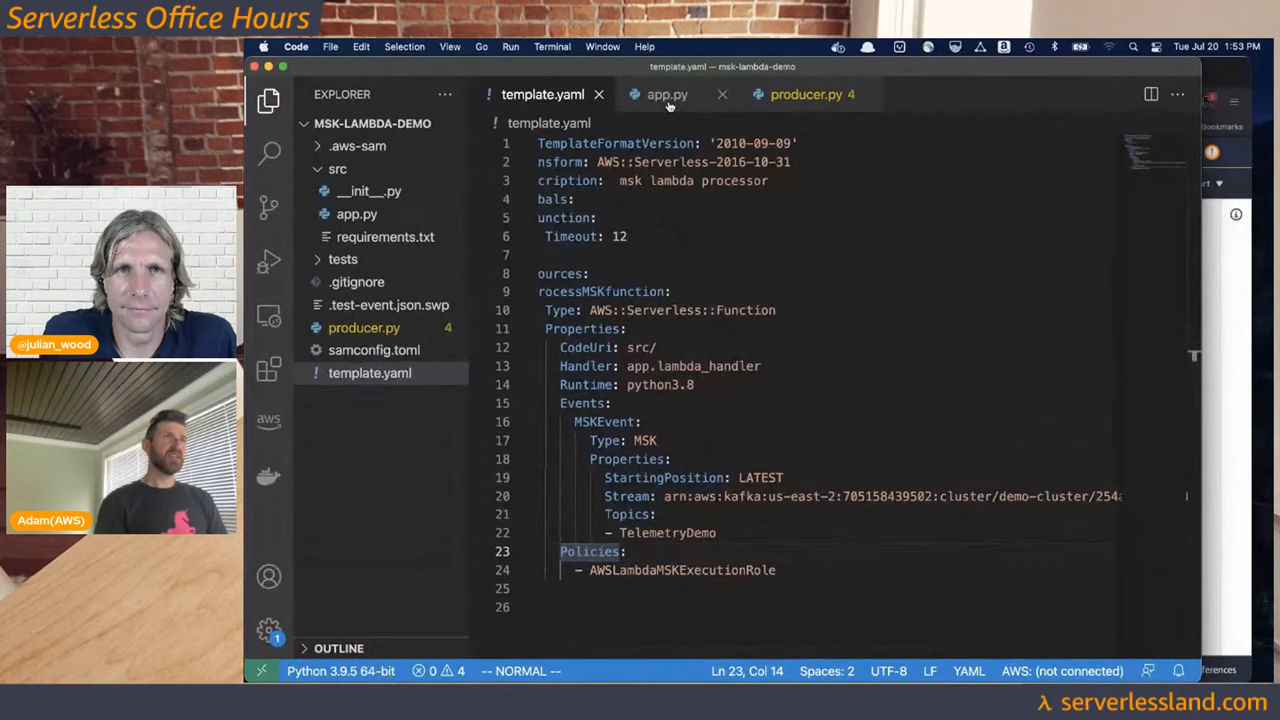 Serverless Office Hours
Code File Edit Selection View Go Run Terminal Window Help
Tue Jul 20 1:53 PM
template.yaml — msk-lambda-demo
EXPLORER
template.yaml
app.py
producer.py 4
MSK-LAMBDA-DEMO
.aws-sam
src
__init__.py
app.py
requirements.txt
tests
.gitignore
.test-event.json.swp
producer.py 4
samconfig.toml
template.yaml
OUTLINE
template.yaml
1 TemplateFormatVersion: '2010-09-09'
2 nsform: AWS::Serverless-2016-10-31
3 cription: msk lambda processor
4 bals:
5 unction:
6 Timeout: 12
7
8 ources:
9 rocessMSKfunction:
10 Type: AWS::Serverless::Function
11 Properties:
12 CodeUri: src/
13 Handler: app.lambda_handler
14 Runtime: python3.8
15 Events:
16 MSKEvent:
17 Type: MSK
18 Properties:
19 StartingPosition: LATEST
20 Stream: arn:aws:kafka:us-east-2:705158439502:cluster/demo-cluster/254a
21 Topics:
22 - TelemetryDemo
23 Policies:
24 - AWSLambdaMSKExecutionRole
25
26
aws
1
Python 3.9.5 64-bit 0 4 -- NORMAL -- Ln 23, Col 14 Spaces: 2 UTF-8 LF YAML AWS: (not connected)
ookmarks
rt
ferences
@julian_wood
Adam(AWS)
λ serverlessland.com